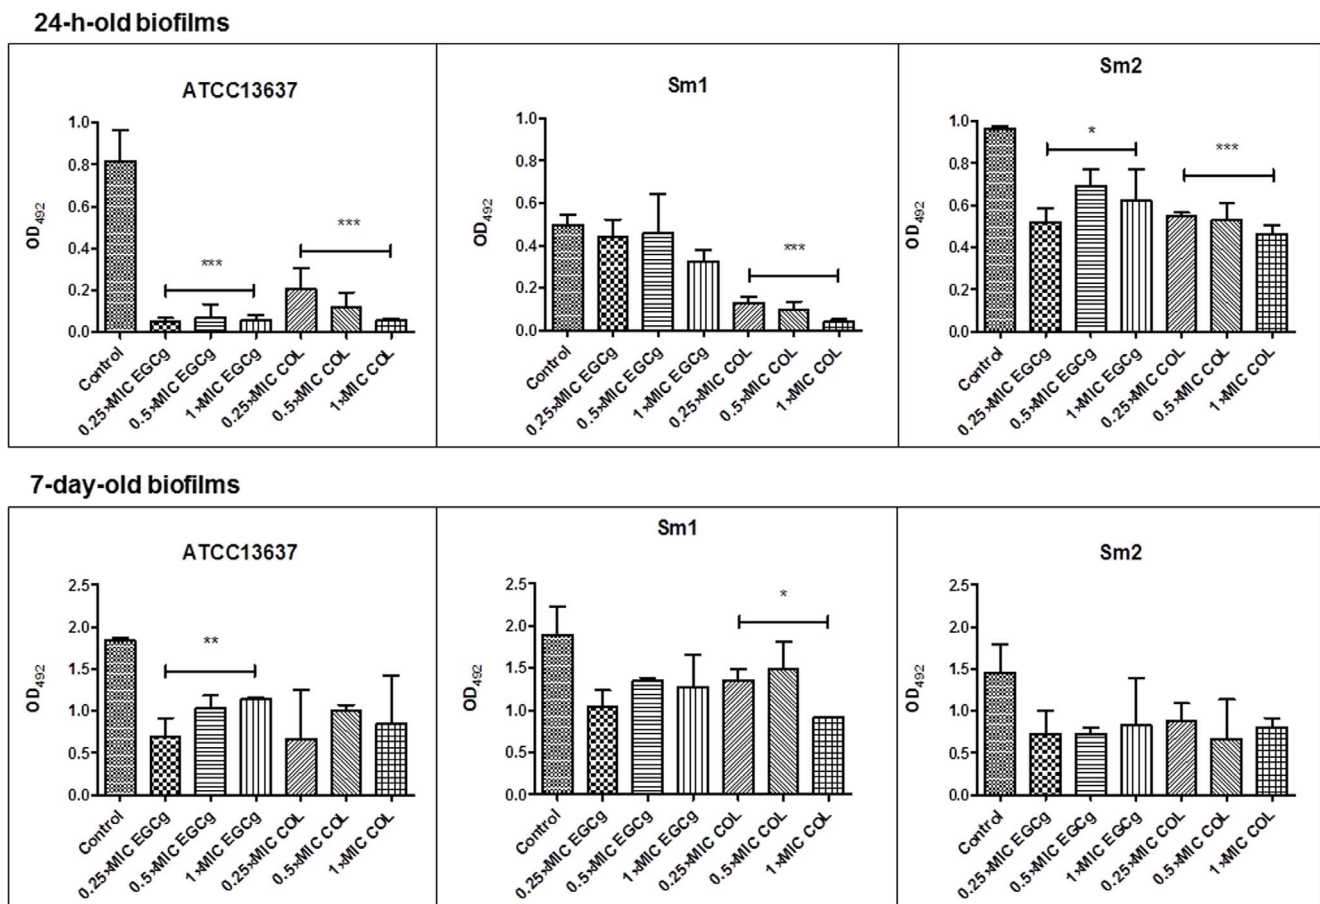 24-h-old biofilms
ATCC13637
OD492
1.0
0.8
0.6
0.4
0.2
0.0
***
***
Control
0.25×MIC EGCg
0.5×MIC EGCg
1×MIC EGCg
0.25×MIC COL
0.5×MIC COL
1×MIC COL
Sm1
OD492
1.0
0.8
0.6
0.4
0.2
0.0
***
Control
0.25×MIC EGCg
0.5×MIC EGCg
1×MIC EGCg
0.25×MIC COL
0.5×MIC COL
1×MIC COL
Sm2
OD492
1.0
0.8
0.6
0.4
0.2
0.0
*
***
Control
0.25×MIC EGCg
0.5×MIC EGCg
1×MIC EGCg
0.25×MIC COL
0.5×MIC COL
1×MIC COL
7-day-old biofilms
ATCC13637
OD492
2.5
2.0
1.5
1.0
0.5
0.0
**
Control
0.25×MIC EGCg
0.5×MIC EGCg
1×MIC EGCg
0.25×MIC COL
0.5×MIC COL
1×MIC COL
Sm1
OD492
2.5
2.0
1.5
1.0
0.5
0.0
*
Control
0.25×MIC EGCg
0.5×MIC EGCg
1×MIC EGCg
0.25×MIC COL
0.5×MIC COL
1×MIC COL
Sm2
OD492
2.5
2.0
1.5
1.0
0.5
0.0
Control
0.25×MIC EGCg
0.5×MIC EGCg
1×MIC EGCg
0.25×MIC COL
0.5×MIC COL
1×MIC COL